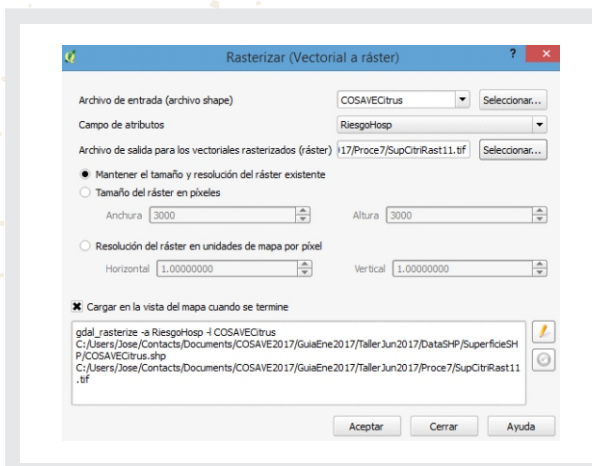 Rasterizar (Vectorial a ráster) ?
Archivo de entrada (archivo shape) COSAVECitrus Seleccionar...
Campo de atributos RiesgoHosp
Archivo de salida para los vectoriales rasterizados (ráster) )17/Proce7/SupCitriRast11.tif Seleccionar...
Mantener el tamaño y resolución del ráster existente
Tamaño del ráster en píxeles
Anchura 3000 Altura 3000
Resolución del ráster en unidades de mapa por píxel
Horizontal 1.00000000 Vertical 1.00000000
Cargar en la vista del mapa cuando se termine
gdal_rasterize -a RiesgoHosp -l COSAVECitrus
C:/Users/Jose/Contacts/Documents/COSAVE2017/GuiaEne2017/TallerJun2017/DataSHP/SuperficieSH
P/COSAVECitrus.shp
C:/Users/Jose/Contacts/Documents/COSAVE2017/GuiaEne2017/TallerJun2017/Proce7/SupCitriRast11
.tif
Aceptar Cerrar Ayuda